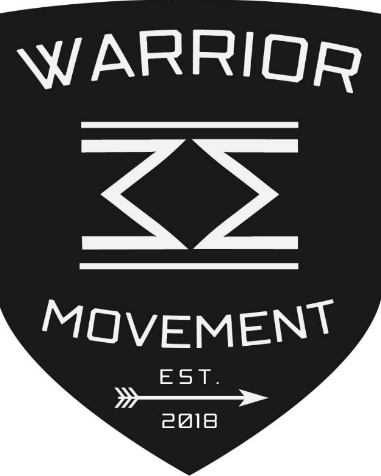 WARRIOR
MOVEMENT
EST.
2018